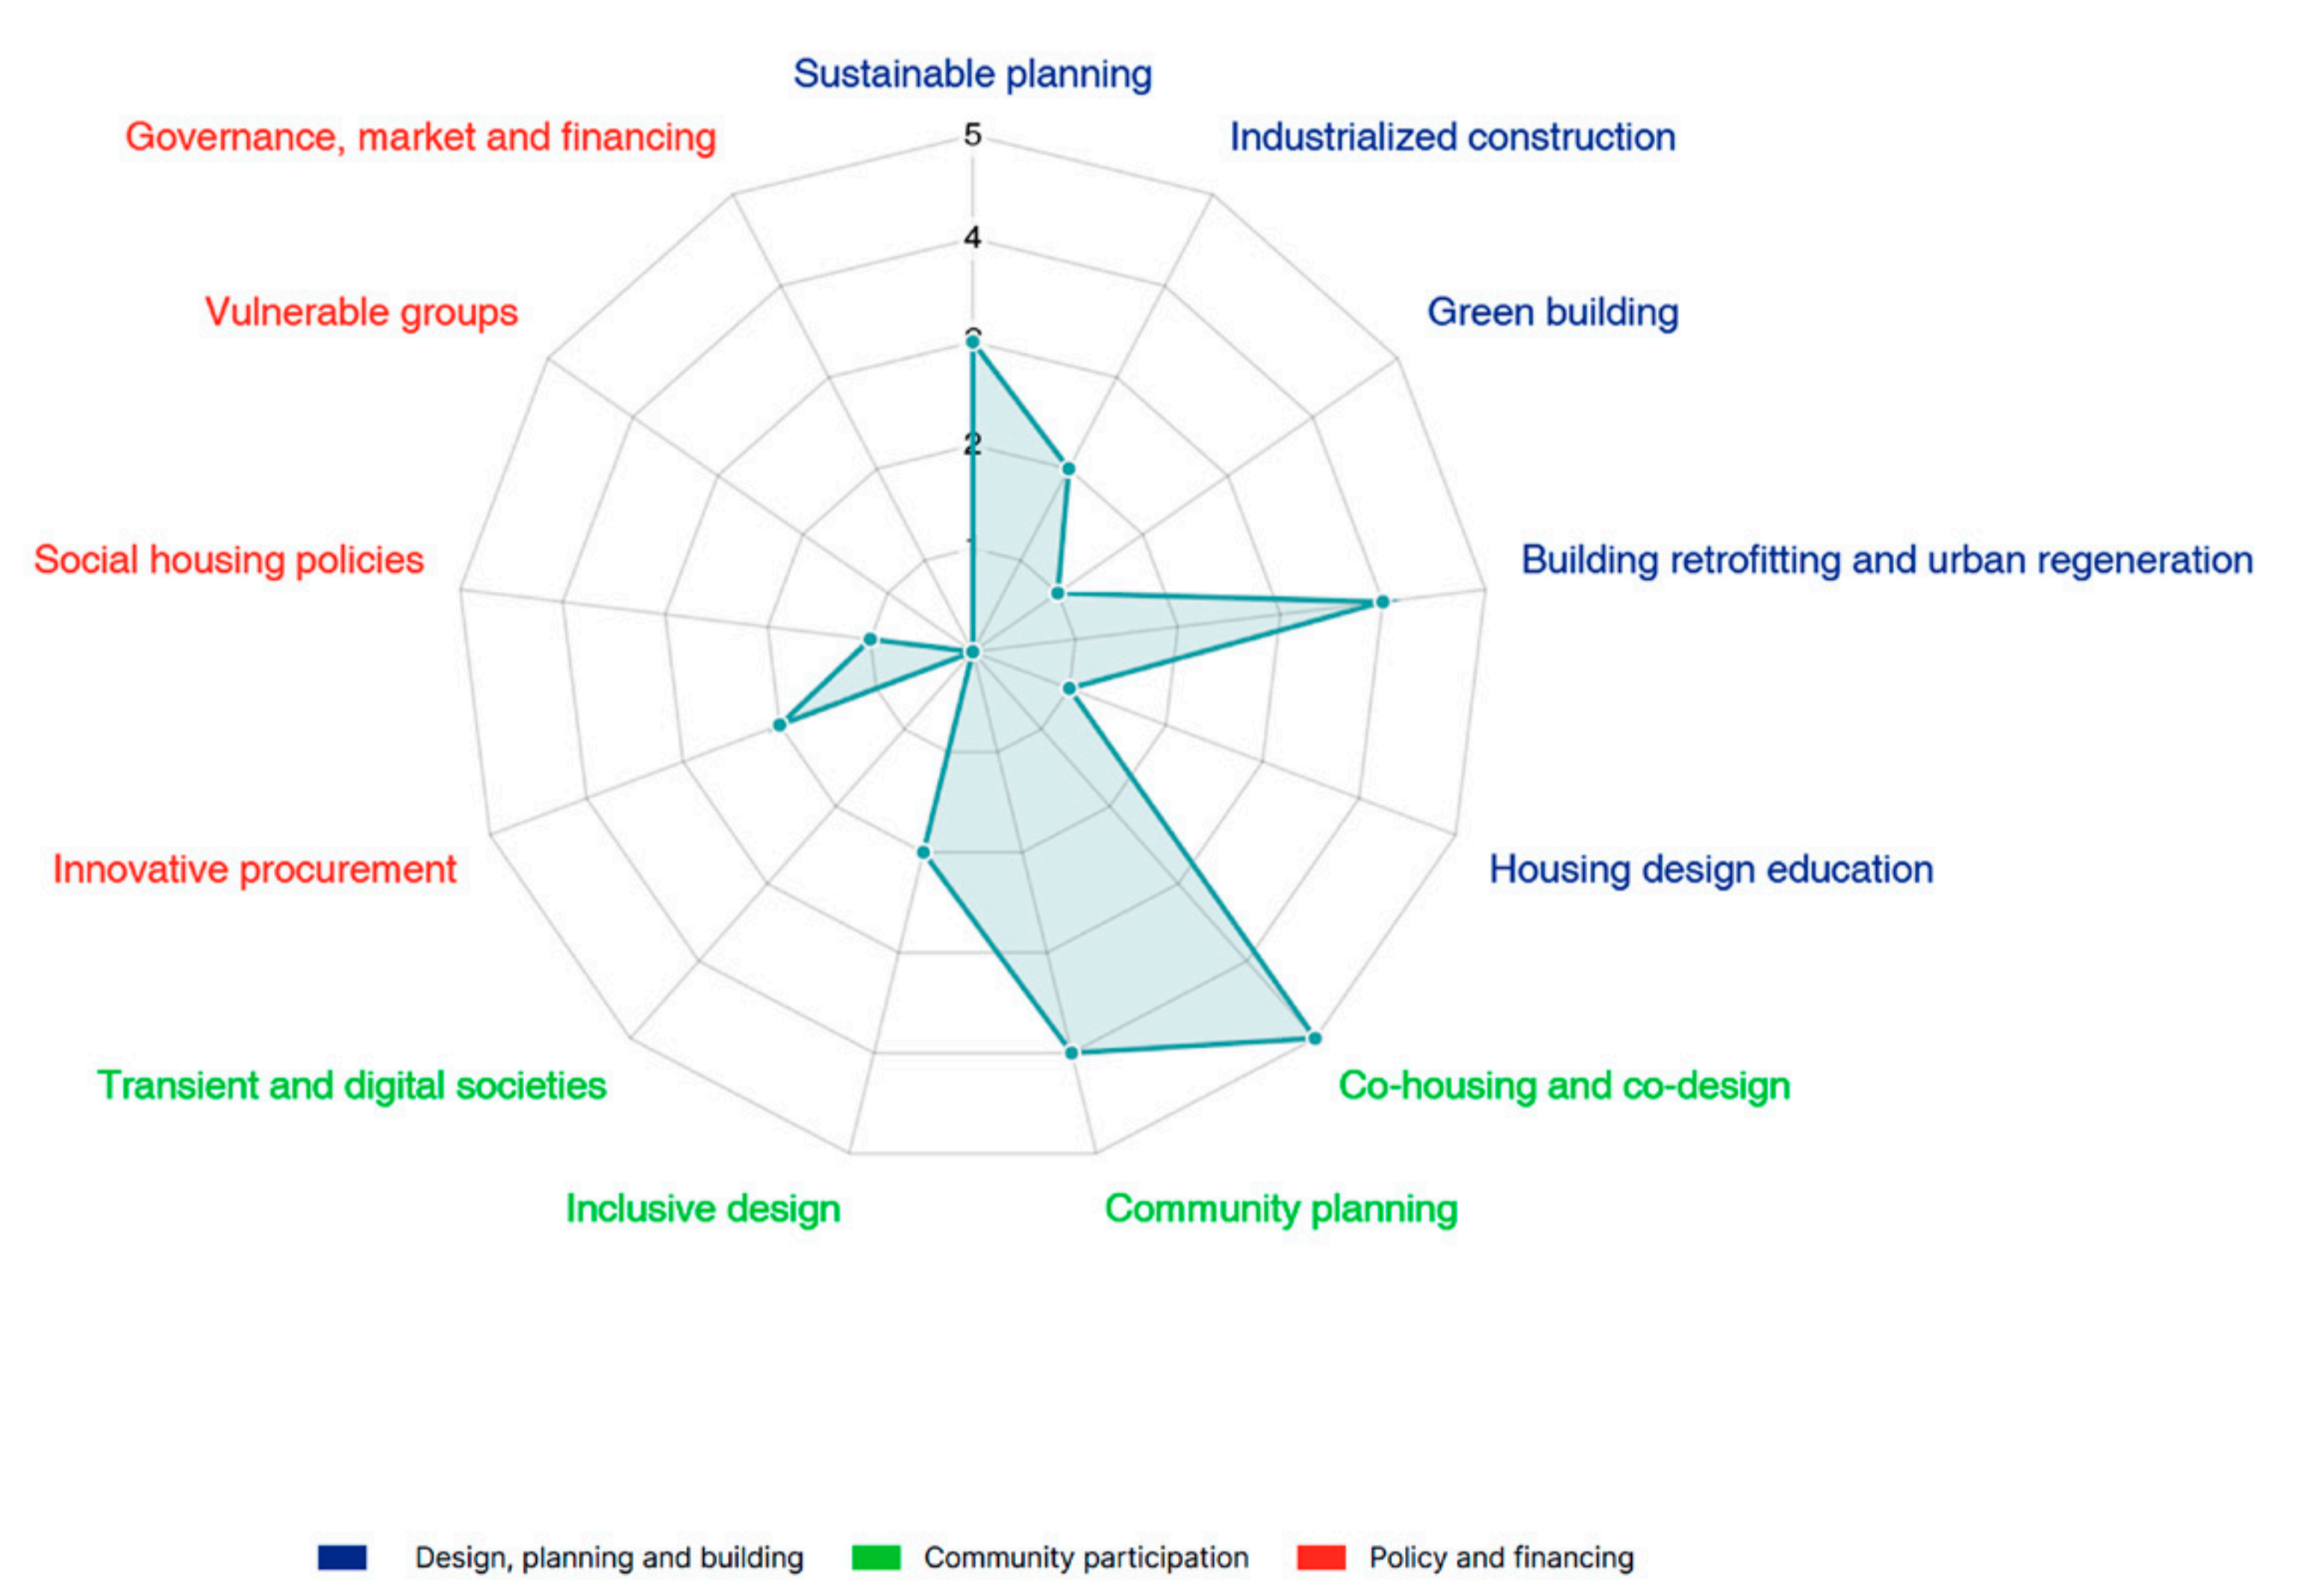 Sustainable planning
Governance, market and financing
5
Industrialized construction
4
Vulnerable groups
Green building
2
Social housing policies
Building retrofitting and urban regeneration
Innovative procurement
Housing design education
Transient and digital societies
Co-housing and co-design
Inclusive design
Community planning
Design, planning and building
Community participation
Policy and financing